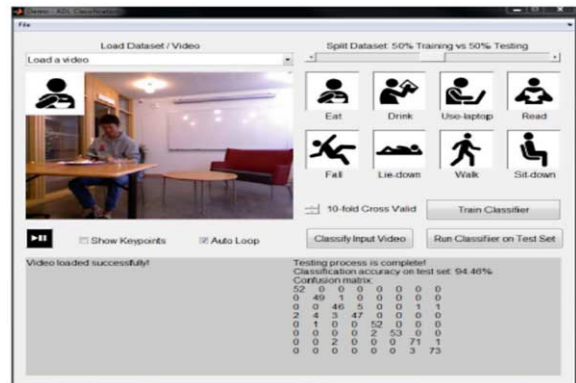 Demo - ADL Classification
File
Load Dataset / Video
Split Dataset: 50% Training vs 50% Testing
Load a video
Eat
Drink
Use-laptop
Read
Fall
Lie-down
Walk
Sit-down
10-fold Cross Valid
Train Classifier
Show Keypoints
Auto Loop
Classify Input Video
Run Classifier on Test Set
Video loaded successfully!
Testing process is complete!
Classification accuracy on test set: 94.46%
Confusion matrix:
52 0 0 0 0 0 0 0
0 49 1 0 0 0 0 0
0 0 46 5 0 0 1 1
2 4 3 47 0 0 0 0
0 1 0 0 52 0 0 0
0 0 0 0 2 53 0 0
0 0 2 0 0 0 71 1
0 0 0 0 0 0 3 73